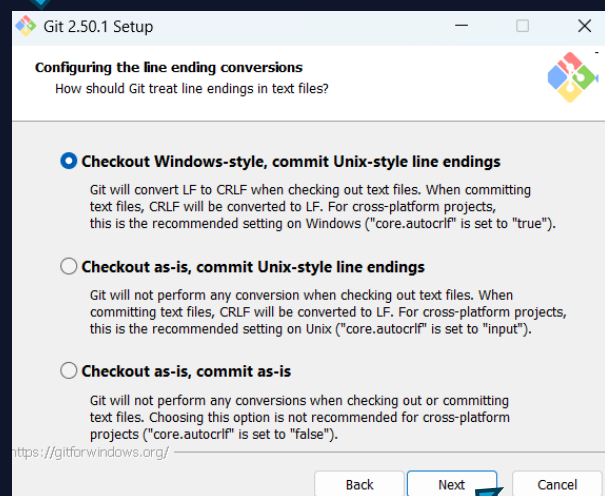 Git 2.50.1 Setup
Configuring the line ending conversions
How should Git treat line endings in text files?
Checkout Windows-style, commit Unix-style line endings
Git will convert LF to CRLF when checking out text files. When committing
text files, CRLF will be converted to LF. For cross-platform projects,
this is the recommended setting on Windows ("core.autocrlf" is set to "true").
Checkout as-is, commit Unix-style line endings
Git will not perform any conversion when checking out text files. When
committing text files, CRLF will be converted to LF. For cross-platform projects,
this is the recommended setting on Unix ("core.autocrlf" is set to "input").
Checkout as-is, commit as-is
Git will not perform any conversions when checking out or committing
text files. Choosing this option is not recommended for cross-platform
projects ("core.autocrlf" is set to "false").
https://gitforwindows.org/
Back Next Cancel